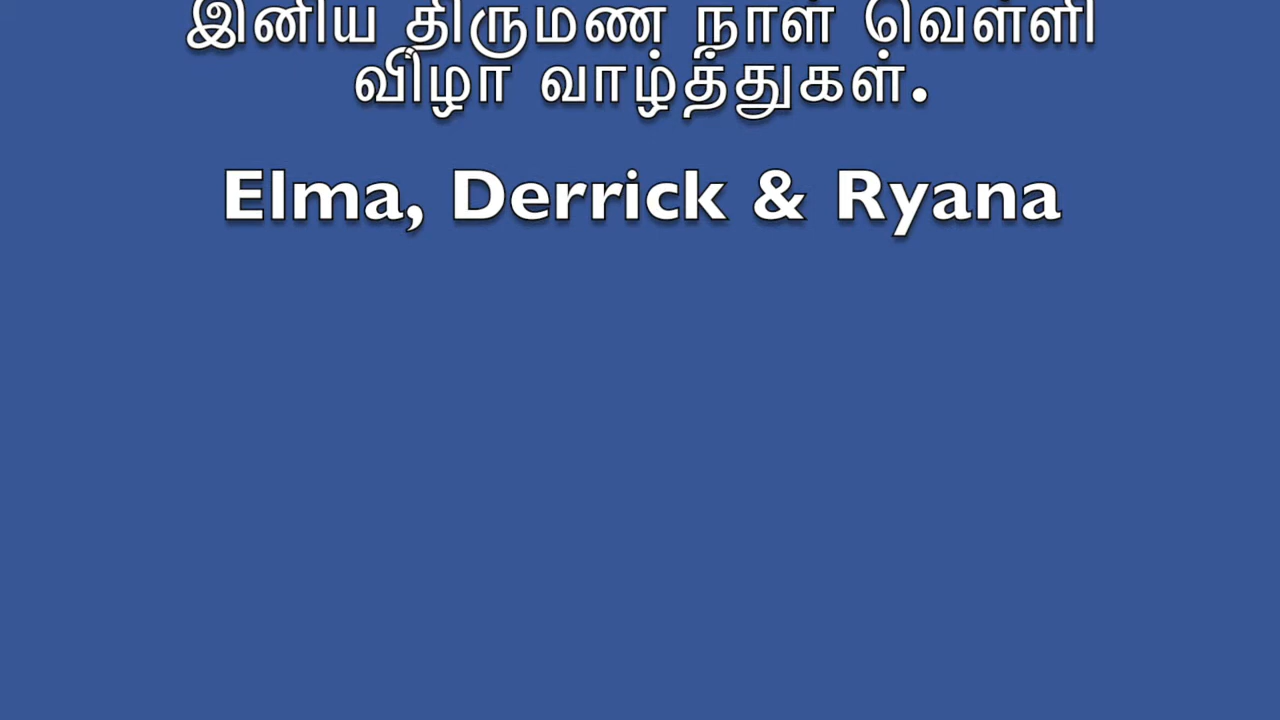 இனிய திருமண நாள் வெள்ளி
விழா வாழ்த்துகள்.
Elma, Derrick & Ryana